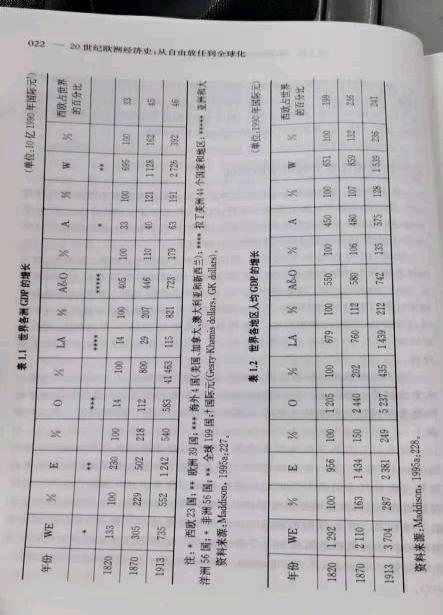 022 — 20世纪欧洲经济史:从自由放任到全球化
表 1.1 世界各洲 GDP 的增长
(单位:10亿1990年国际元†)
年份 WE % E % O % LA % A&O % A % W % 西欧占世界的百分比
* ** *** **** ***** * **
1820 133 100 230 100 14 100 14 100 405 100 33 100 695 100 33
1870 305 229 502 218 112 800 29 207 446 110 40 121 1 128 162 45
1913 735 552 1 242 540 583 41 463 115 821 723 179 63 191 2 726 392 46
注:* 西欧23国;** 欧洲39国;*** 海外4国(美国、加拿大、澳大利亚和新西兰);**** 拉丁美洲44个国家和地区;***** 亚洲和大
洋洲56国;* 非洲56国;** 全球199国;†国际元(Geary-Khamis dollars, GK dollars)。
资料来源:Maddison, 1995a:227。
表 1.2 世界各地区人均 GDP 的增长
(单位:1990年国际元)
年份 WE % E % O % LA % A&O % A % W % 西欧占世界的百分比
1820 1 292 100 956 100 1 205 100 679 100 550 100 450 100 651 100 199
1870 2 110 163 1 434 150 2 440 202 760 112 580 106 480 107 859 132 236
1913 3 704 287 2 381 249 5 237 435 1 439 212 742 135 575 128 1 539 236 241
资料来源:Maddison, 1995a:228。